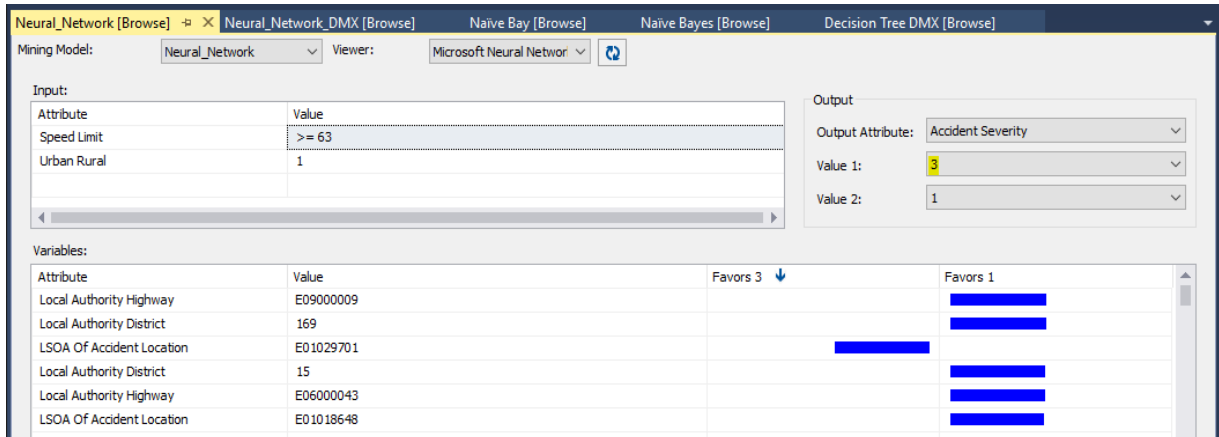 Neural_Network [Browse] Neural_Network_DMX [Browse] Naïve Bay [Browse] Naïve Bayes [Browse] Decision Tree DMX [Browse]
Mining Model: Neural_Network Viewer: Microsoft Neural Networ
Input:
Attribute Value
Speed Limit >= 63
Urban Rural 1
Output
Output Attribute: Accident Severity
Value 1: 3
Value 2: 1
Variables:
Attribute Value Favors 3 Favors 1
Local Authority Highway E09000009
Local Authority District 169
LSOA Of Accident Location E01029701
Local Authority District 15
Local Authority Highway E06000043
LSOA Of Accident Location E01018648